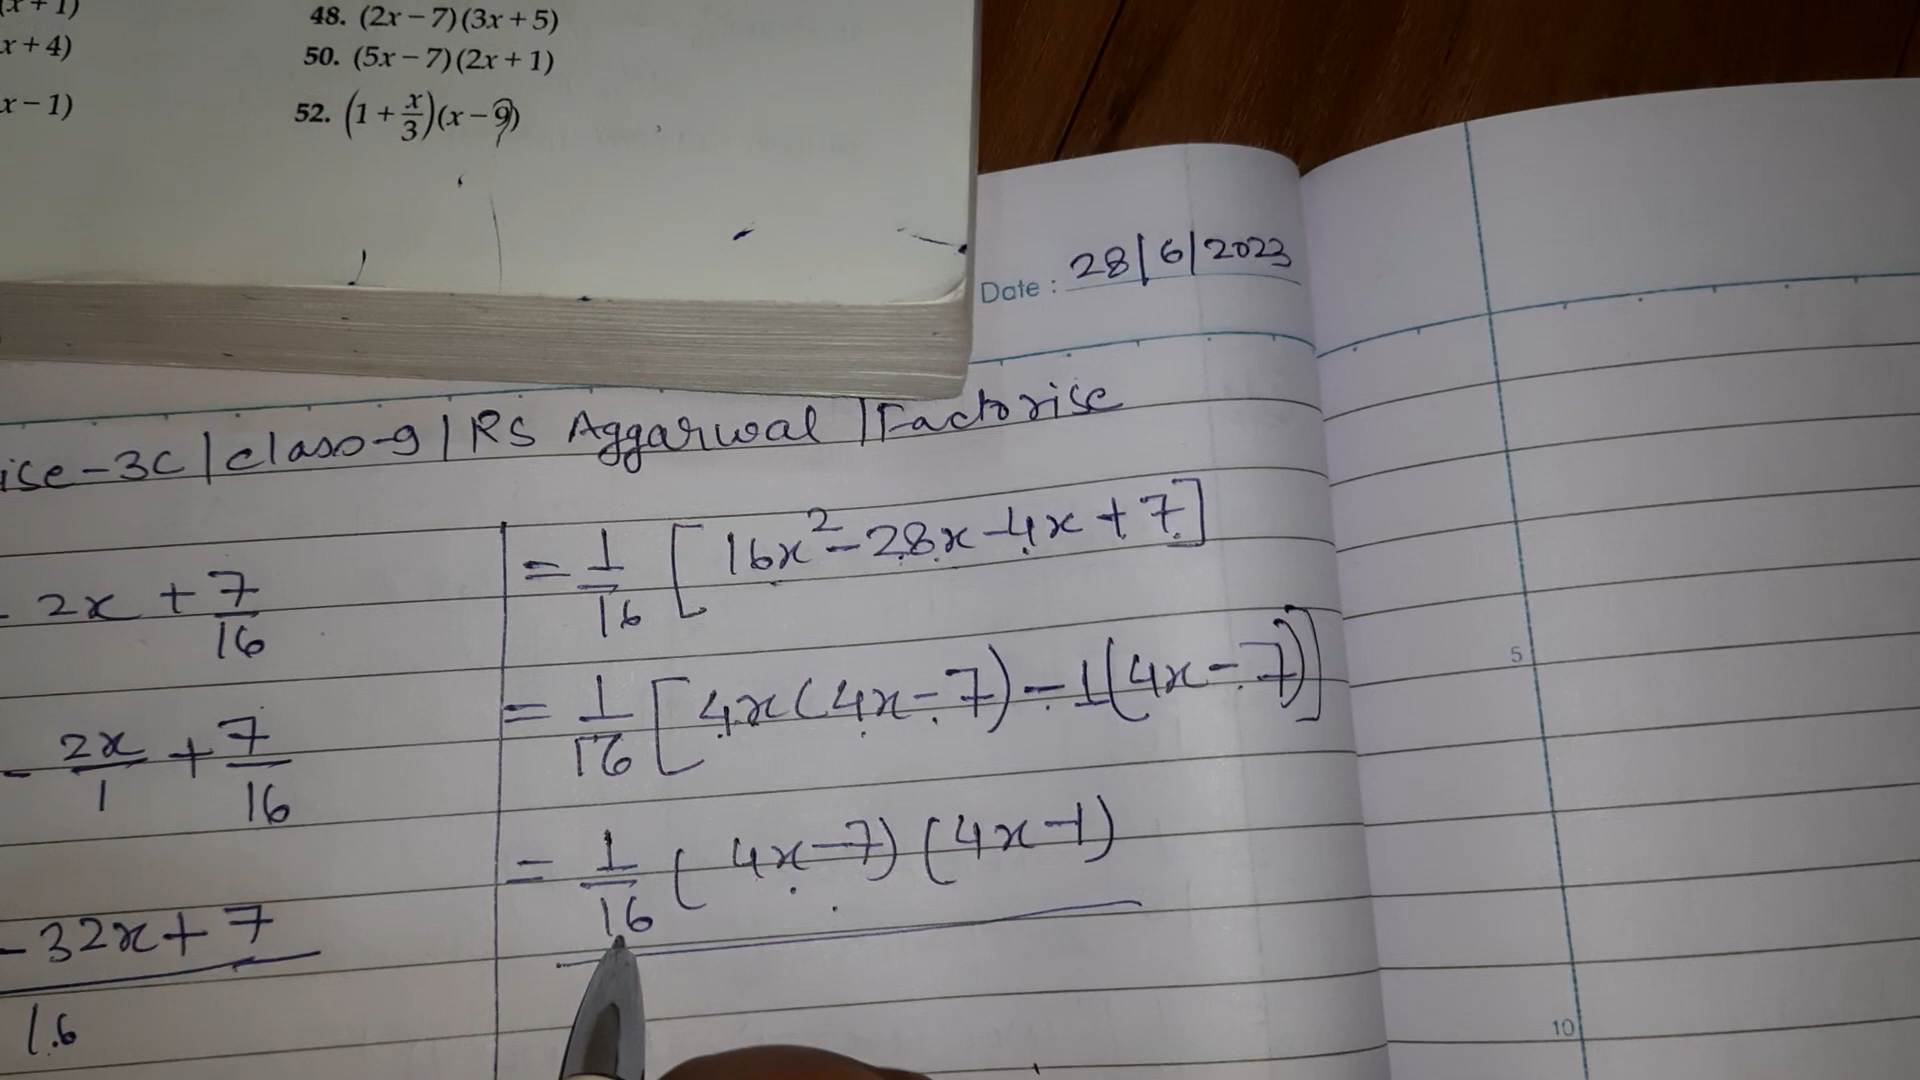 x + 1)
48. (2x – 7)(3x + 5)
x + 4)
50. (5x – 7)(2x + 1)
x – 1)
52. (1 + x/3)(x – 9)
Date : 28/6/2023
ise-3C | class-9 | RS Aggarwal | Factorise
- 2x + 7/16
- 2x/1 + 7/16
- 32x + 7
16
= 1/16 [16x² - 28x - 4x + 7]
= 1/16 [4x(4x - 7) - 1(4x - 7)]
= 1/16 (4x - 7)(4x - 1)
5
10